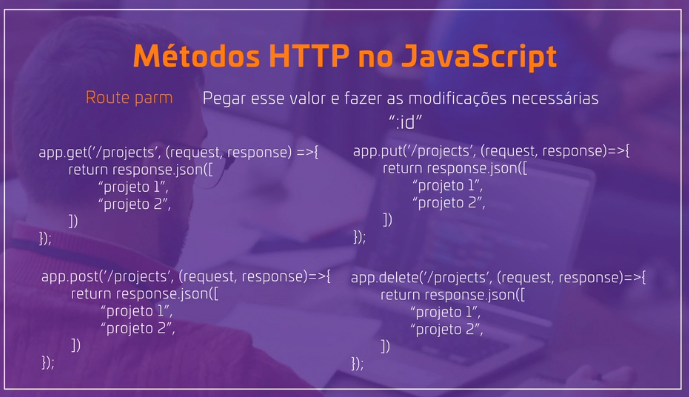 Métodos HTTP no JavaScript
Route parm
Pegar esse valor e fazer as modificações necessárias
“:id”
app.get(’/projects’, (request, response) =>{
return response.json([
“projeto 1”,
“projeto 2”,
])
});
app.put(’/projects’, (request, response)=>{
return response.json([
“projeto 1”,
“projeto 2”,
])
});
app.post(’/projects’, (request, response)=>{
return response.json([
“projeto 1”,
“projeto 2”,
])
});
app.delete(’/projects’, (request, response)=>{
return response.json([
“projeto 1”,
“projeto 2”,
])
});